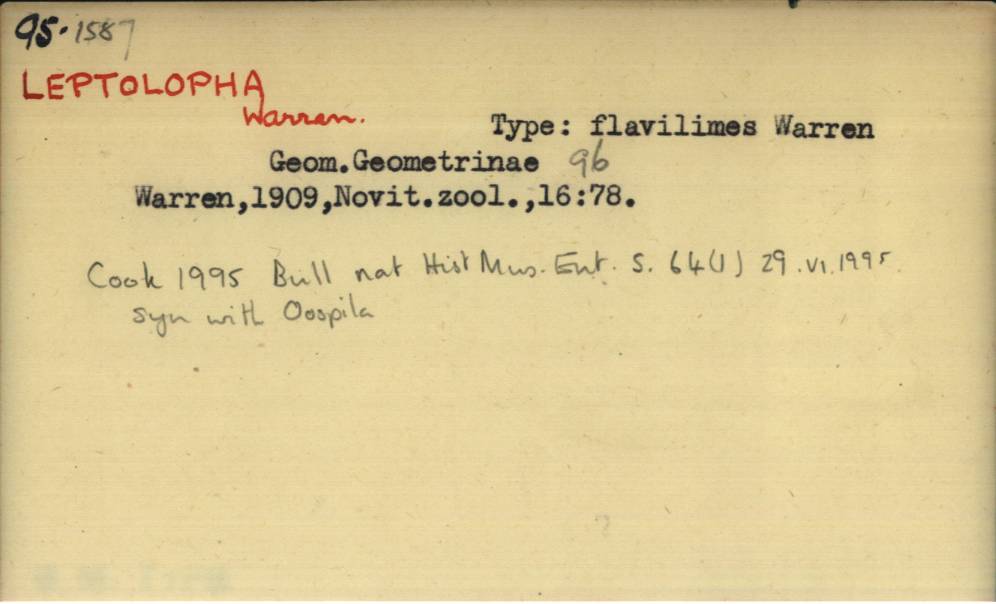 95.1587
LEPTOLOPHA
Warren.
Type: flavilimes Warren
Geom.Geometrinae 96
Warren,1909,Novit.zool.,16:78.
Cook 1995 Bull nat Hist Mus. Ent. S. 64(1) 29.VI.1995
syn with Oospila
?